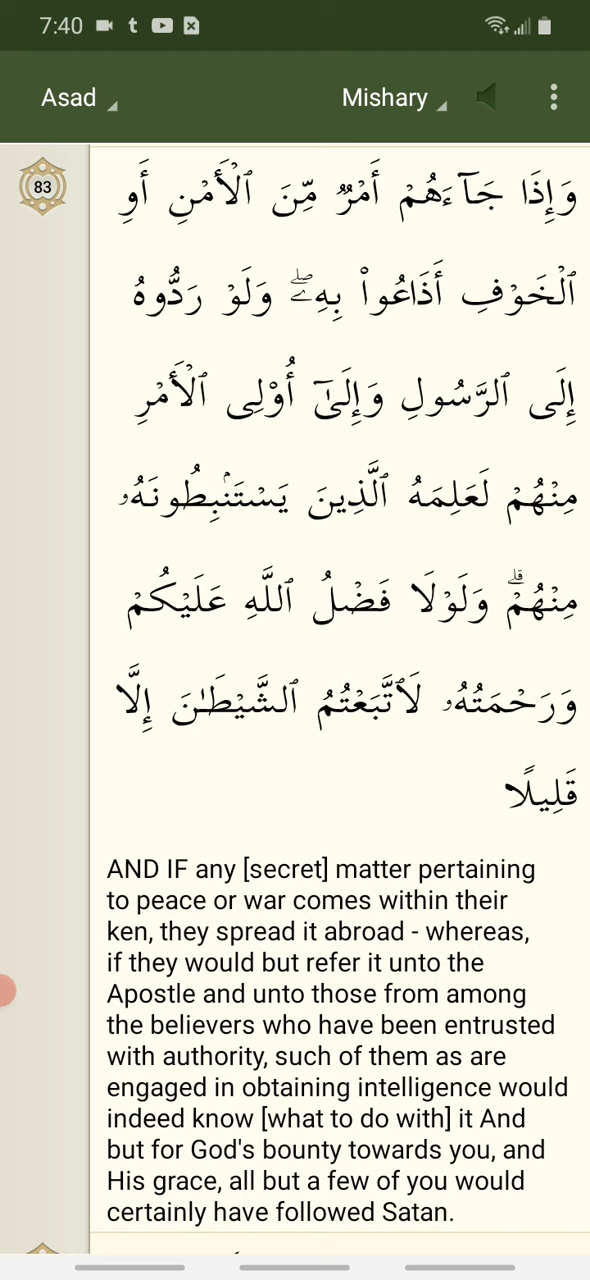 7:40
Asad
Mishary
83
وَإِذَا جَآءَهُمْ أَمْرٌ مِّنَ ٱلْأَمْنِ أَوِ
ٱلْخَوْفِ أَذَاعُوا۟ بِهِۦ ۖ وَلَوْ رَدُّوهُ
إِلَى ٱلرَّسُولِ وَإِلَىٰٓ أُو۟لِى ٱلْأَمْرِ
مِنْهُمْ لَعَلِمَهُ ٱلَّذِينَ يَسْتَنۢبِطُونَهُۥ
مِنْهُمْ ۗ وَلَوْلَا فَضْلُ ٱللَّهِ عَلَيْكُمْ
وَرَحْمَتُهُۥ لَٱتَّبَعْتُمُ ٱلشَّيْطَـٰنَ إِلَّا
قَلِيلًا
AND IF any [secret] matter pertaining
to peace or war comes within their
ken, they spread it abroad - whereas,
if they would but refer it unto the
Apostle and unto those from among
the believers who have been entrusted
with authority, such of them as are
engaged in obtaining intelligence would
indeed know [what to do with] it And
but for God's bounty towards you, and
His grace, all but a few of you would
certainly have followed Satan.